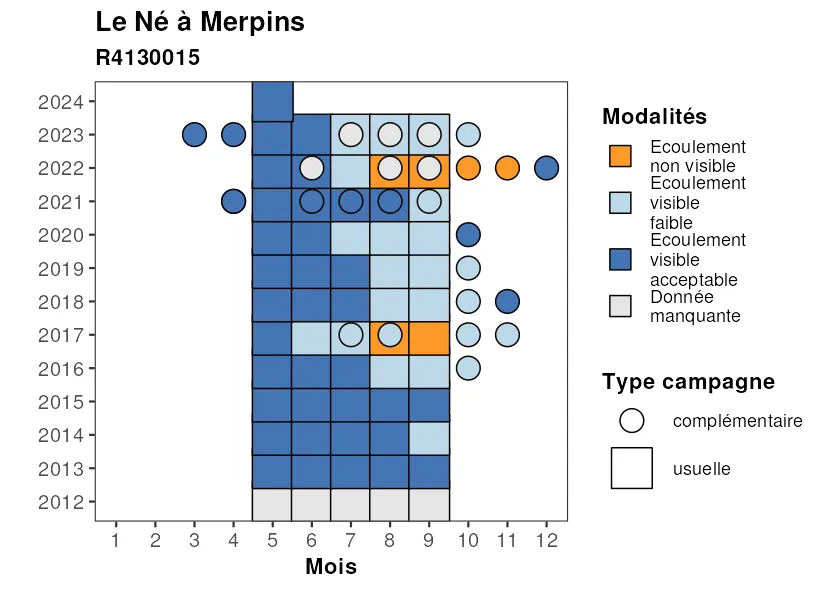 Le Né à Merpins
R4130015
2024
2023
2022
2021
2020
2019
2018
2017
2016
2015
2014
2013
2012
1 2 3 4 5 6 7 8 9 10 11 12
Mois
Modalités
Ecoulement
non visible
Ecoulement
visible
faible
Ecoulement
visible
acceptable
Donnée
manquante
Type campagne
complémentaire
usuelle